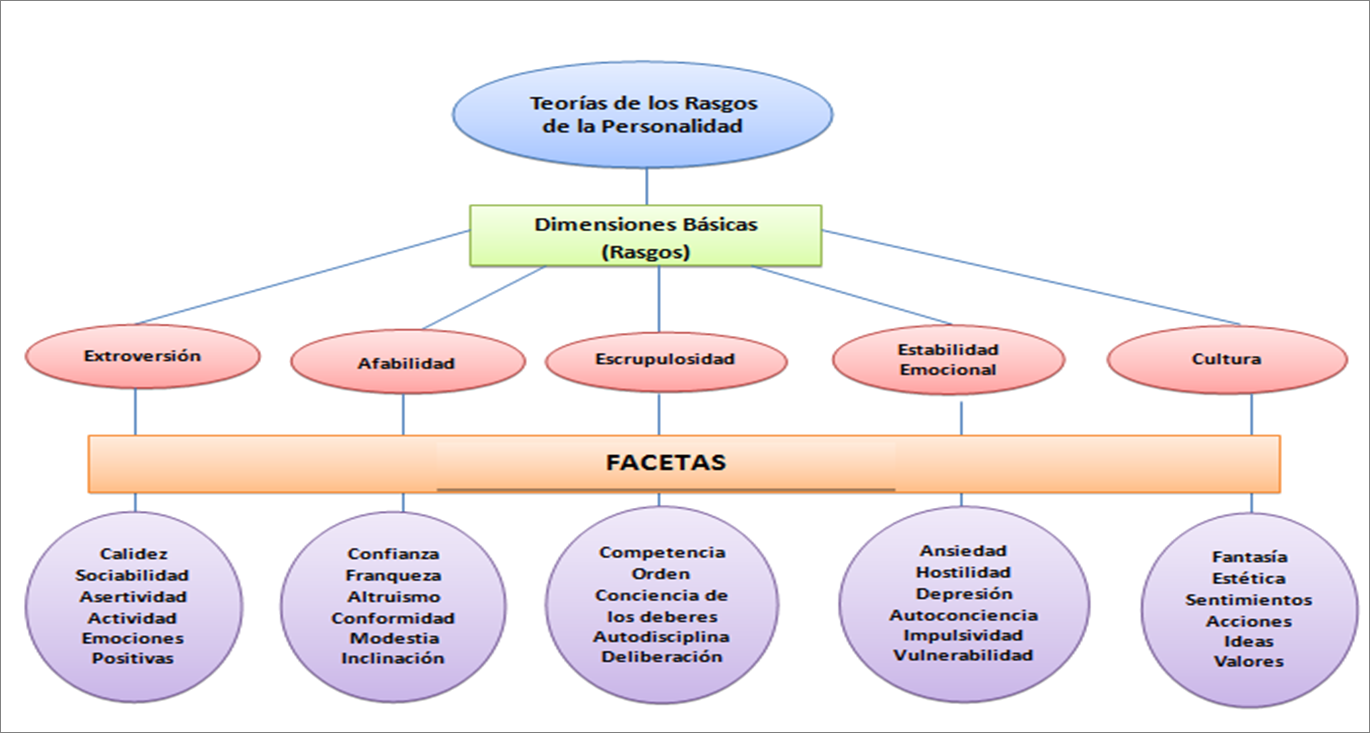 Teorías de los Rasgos
de la Personalidad
Dimensiones Básicas
(Rasgos)
Extroversión
Afabilidad
Escrupulosidad
Estabilidad
Emocional
Cultura
FACETAS
Calidez
Sociabilidad
Asertividad
Actividad
Emociones
Positivas
Confianza
Franqueza
Altruismo
Conformidad
Modestia
Inclinación
Competencia
Orden
Conciencia de
los deberes
Autodisciplina
Deliberación
Ansiedad
Hostilidad
Depresión
Autoconciencia
Impulsividad
Vulnerabilidad
Fantasía
Estética
Sentimientos
Acciones
Ideas
Valores